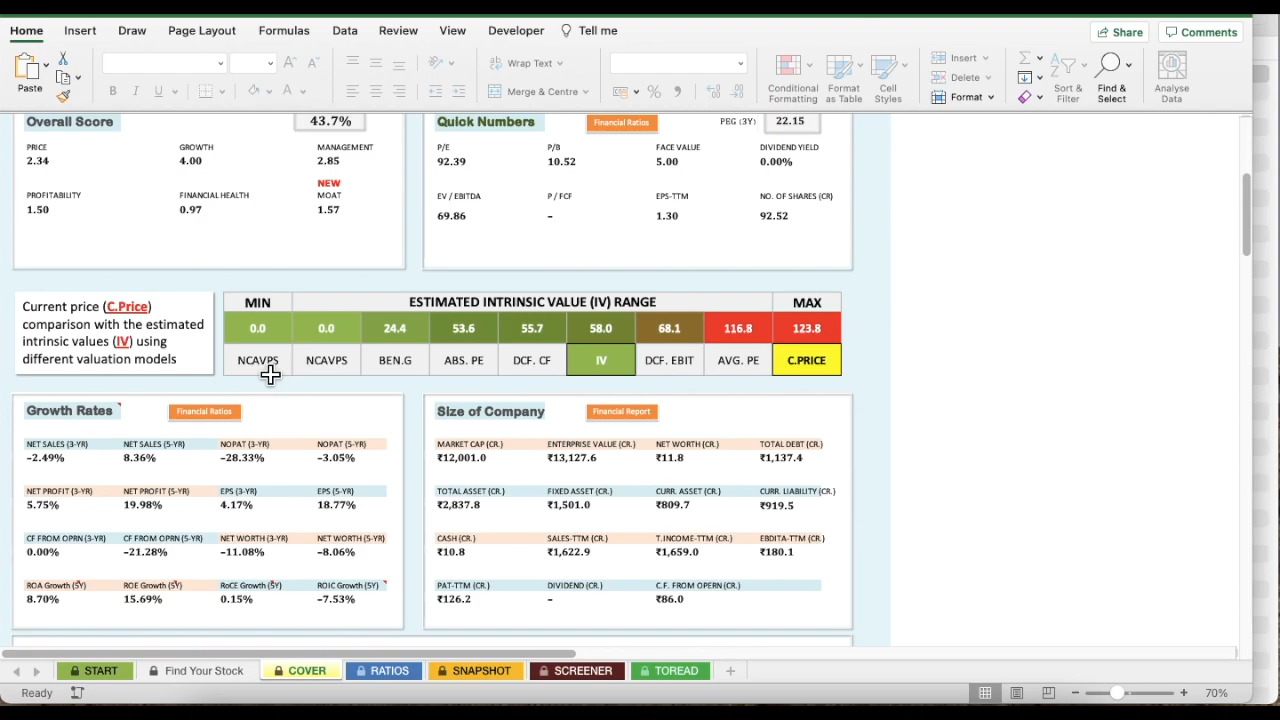 Home Insert Draw Page Layout Formulas Data Review View Developer Tell me Share Comments
Paste
Wrap Text
Merge & Centre
Conditional Formatting
Format as Table
Cell Styles
Insert
Delete
Format
Sort & Filter
Find & Select
Analyse Data
Overall Score 43.7%
PRICE GROWTH MANAGEMENT
2.34 4.00 2.85
NEW
PROFITABILITY FINANCIAL HEALTH MOAT
1.50 0.97 1.57
Quick Numbers Financial Ratios PEG (3Y) 22.15
P/E P/B FACE VALUE DIVIDEND YIELD
92.39 10.52 5.00 0.00%
EV / EBITDA P / FCF EPS-TTM NO. OF SHARES (CR)
69.86 – 1.30 92.52
Current price (C.Price)
comparison with the estimated
intrinsic values (IV) using
different valuation models
MIN ESTIMATED INTRINSIC VALUE (IV) RANGE MAX
0.0 0.0 24.4 53.6 55.7 58.0 68.1 116.8 123.8
NCAVPS NCAVPS BEN.G ABS. PE DCF. CF IV DCF. EBIT AVG. PE C.PRICE
Growth Rates Financial Ratios
NET SALES (3-YR) NET SALES (5-YR) NOPAT (3-YR) NOPAT (5-YR)
-2.49% 8.36% -28.33% -3.05%
NET PROFIT (3-YR) NET PROFIT (5-YR) EPS (3-YR) EPS (5-YR)
5.75% 19.98% 4.17% 18.77%
CF FROM OPRN (3-YR) CF FROM OPRN (5-YR) NET WORTH (3-YR) NET WORTH (5-YR)
0.00% -21.28% -11.08% -8.06%
ROA Growth (5Y) ROE Growth (5Y) RoCE Growth (5Y) ROIC Growth (5Y)
8.70% 15.69% 0.15% -7.53%
Size of Company Financial Report
MARKET CAP (CR.) ENTERPRISE VALUE (CR.) NET WORTH (CR.) TOTAL DEBT (CR.)
₹12,001.0 ₹13,127.6 ₹11.8 ₹1,137.4
TOTAL ASSET (CR.) FIXED ASSET (CR.) CURR. ASSET (CR.) CURR. LIABILITY (CR.)
₹2,837.8 ₹1,501.0 ₹809.7 ₹919.5
CASH (CR.) SALES-TTM (CR.) T.INCOME-TTM (CR.) EBDITA-TTM (CR.)
₹10.8 ₹1,622.9 ₹1,659.0 ₹180.1
PAT-TTM (CR.) DIVIDEND (CR.) C.F. FROM OPERN (CR.)
₹126.2 – ₹86.0
START Find Your Stock COVER RATIOS SNAPSHOT SCREENER TOREAD
Ready 70%